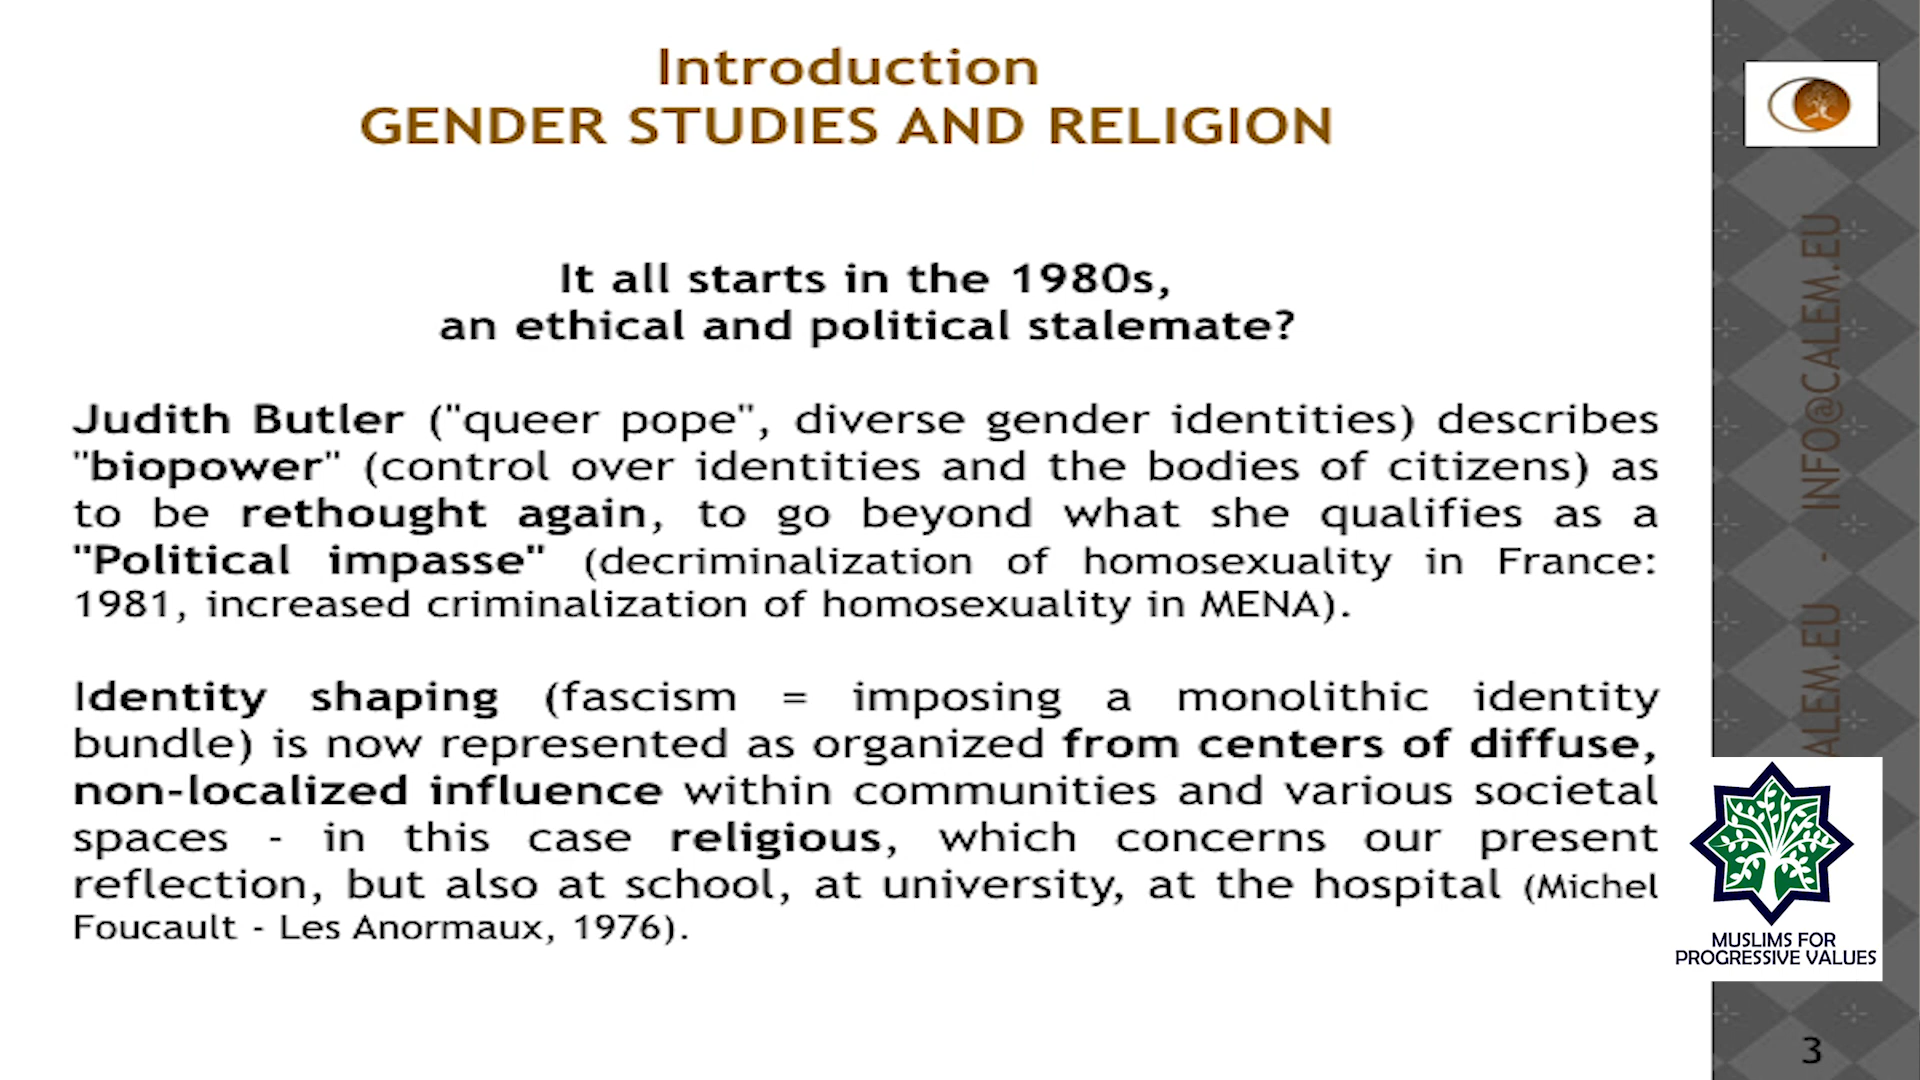 Introduction
GENDER STUDIES AND RELIGION
It all starts in the 1980s,
an ethical and political stalemate?
Judith Butler ("queer pope", diverse gender identities) describes
"biopower" (control over identities and the bodies of citizens) as
to be rethought again, to go beyond what she qualifies as a
"Political impasse" (decriminalization of homosexuality in France:
1981, increased criminalization of homosexuality in MENA).
Identity shaping (fascism = imposing a monolithic identity
bundle) is now represented as organized from centers of diffuse,
non-localized influence within communities and various societal
spaces - in this case religious, which concerns our present
reflection, but also at school, at university, at the hospital (Michel
Foucault - Les Anormaux, 1976).
ALEM.EU - INFO@CALEM.EU
MUSLIMS FOR
PROGRESSIVE VALUES
3